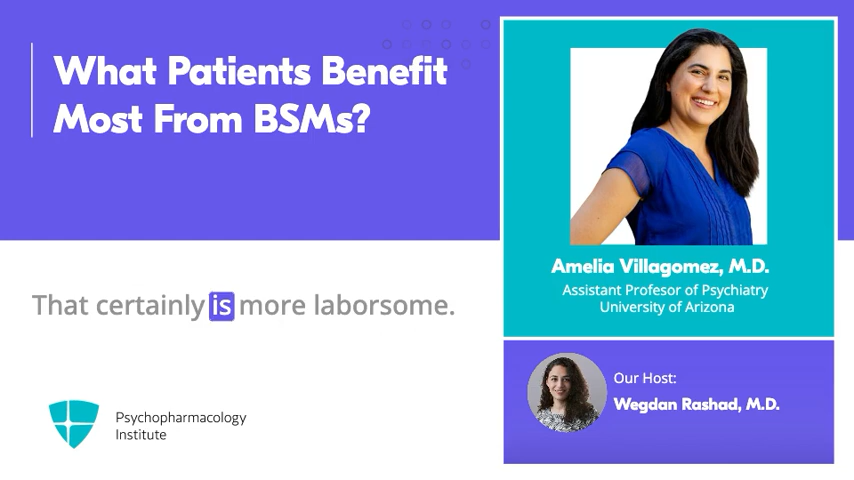 What Patients Benefit
Most From BSMs?
That certainly is more laborsome.
Psychopharmacology
Institute
Amelia Villagomez, M.D.
Assistant Profesor of Psychiatry
University of Arizona
Our Host:
Wegdan Rashad, M.D.